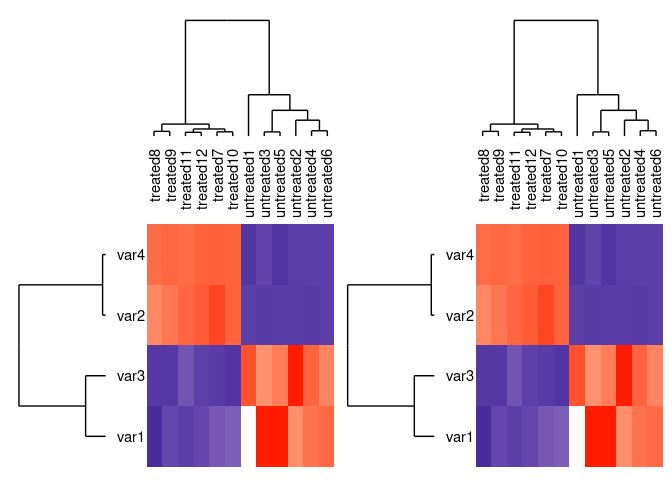 treated8
treated9
treated11
treated12
treated7
treated10
untreated1
untreated3
untreated5
untreated2
untreated4
untreated6
var4
var2
var3
var1
treated8
treated9
treated11
treated12
treated7
treated10
untreated1
untreated3
untreated5
untreated2
untreated4
untreated6
var4
var2
var3
var1